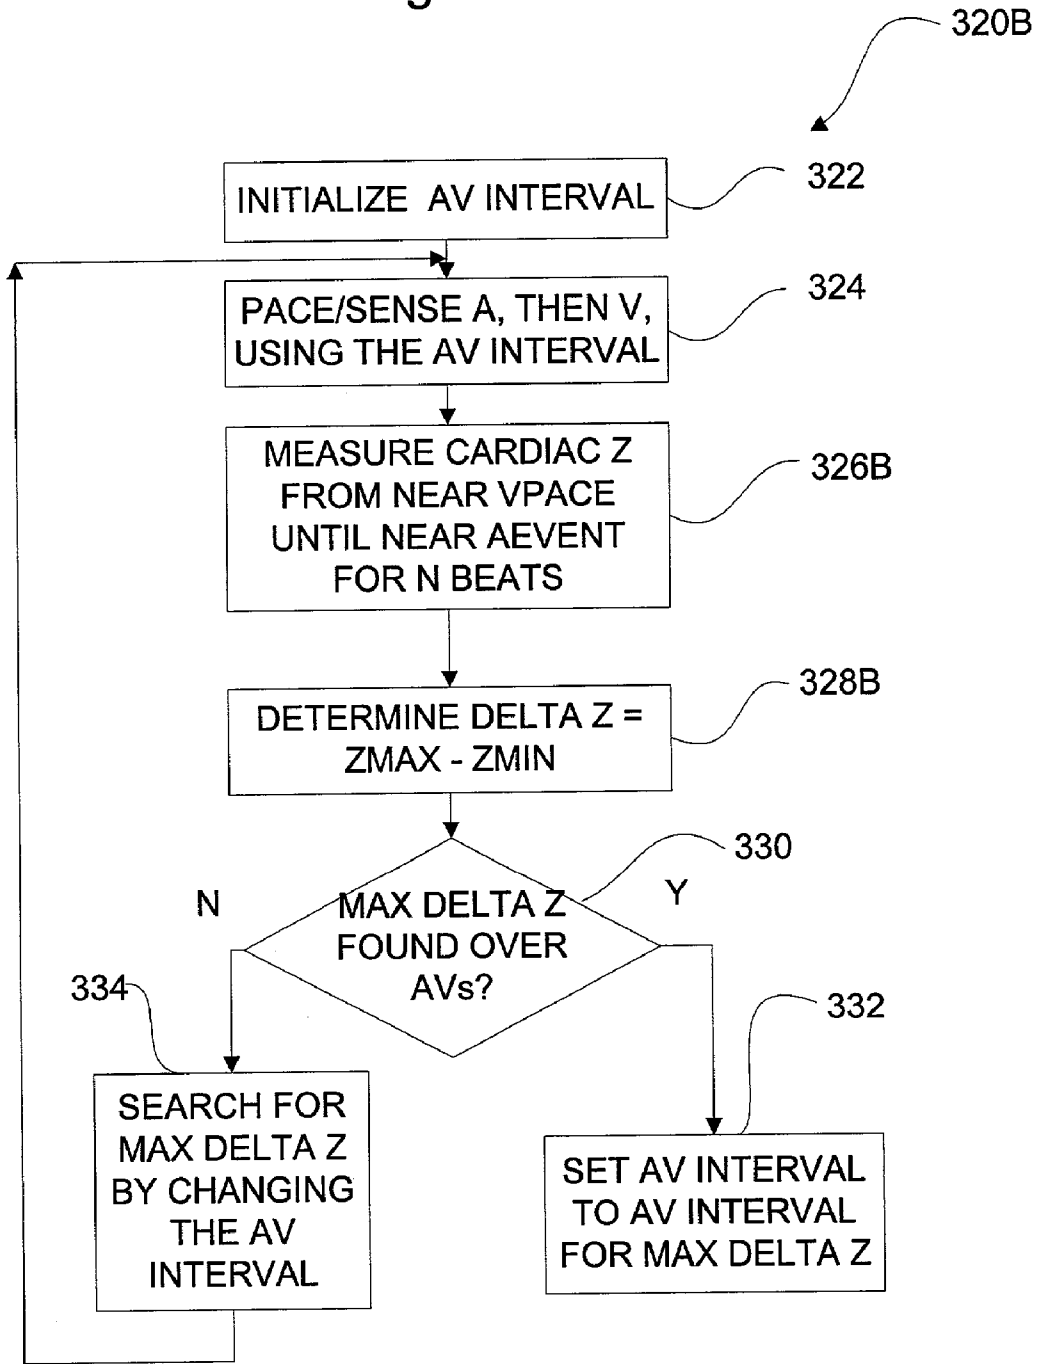 320B
INITIALIZE AV INTERVAL
322
PACE/SENSE A, THEN V,
USING THE AV INTERVAL
324
MEASURE CARDIAC Z
FROM NEAR VPACE
UNTIL NEAR AEVENT
FOR N BEATS
326B
DETERMINE DELTA Z =
ZMAX - ZMIN
328B
330
N
Y
MAX DELTA Z
FOUND OVER
AVs?
334
332
SEARCH FOR
MAX DELTA Z
BY CHANGING
THE AV
INTERVAL
SET AV INTERVAL
TO AV INTERVAL
FOR MAX DELTA Z